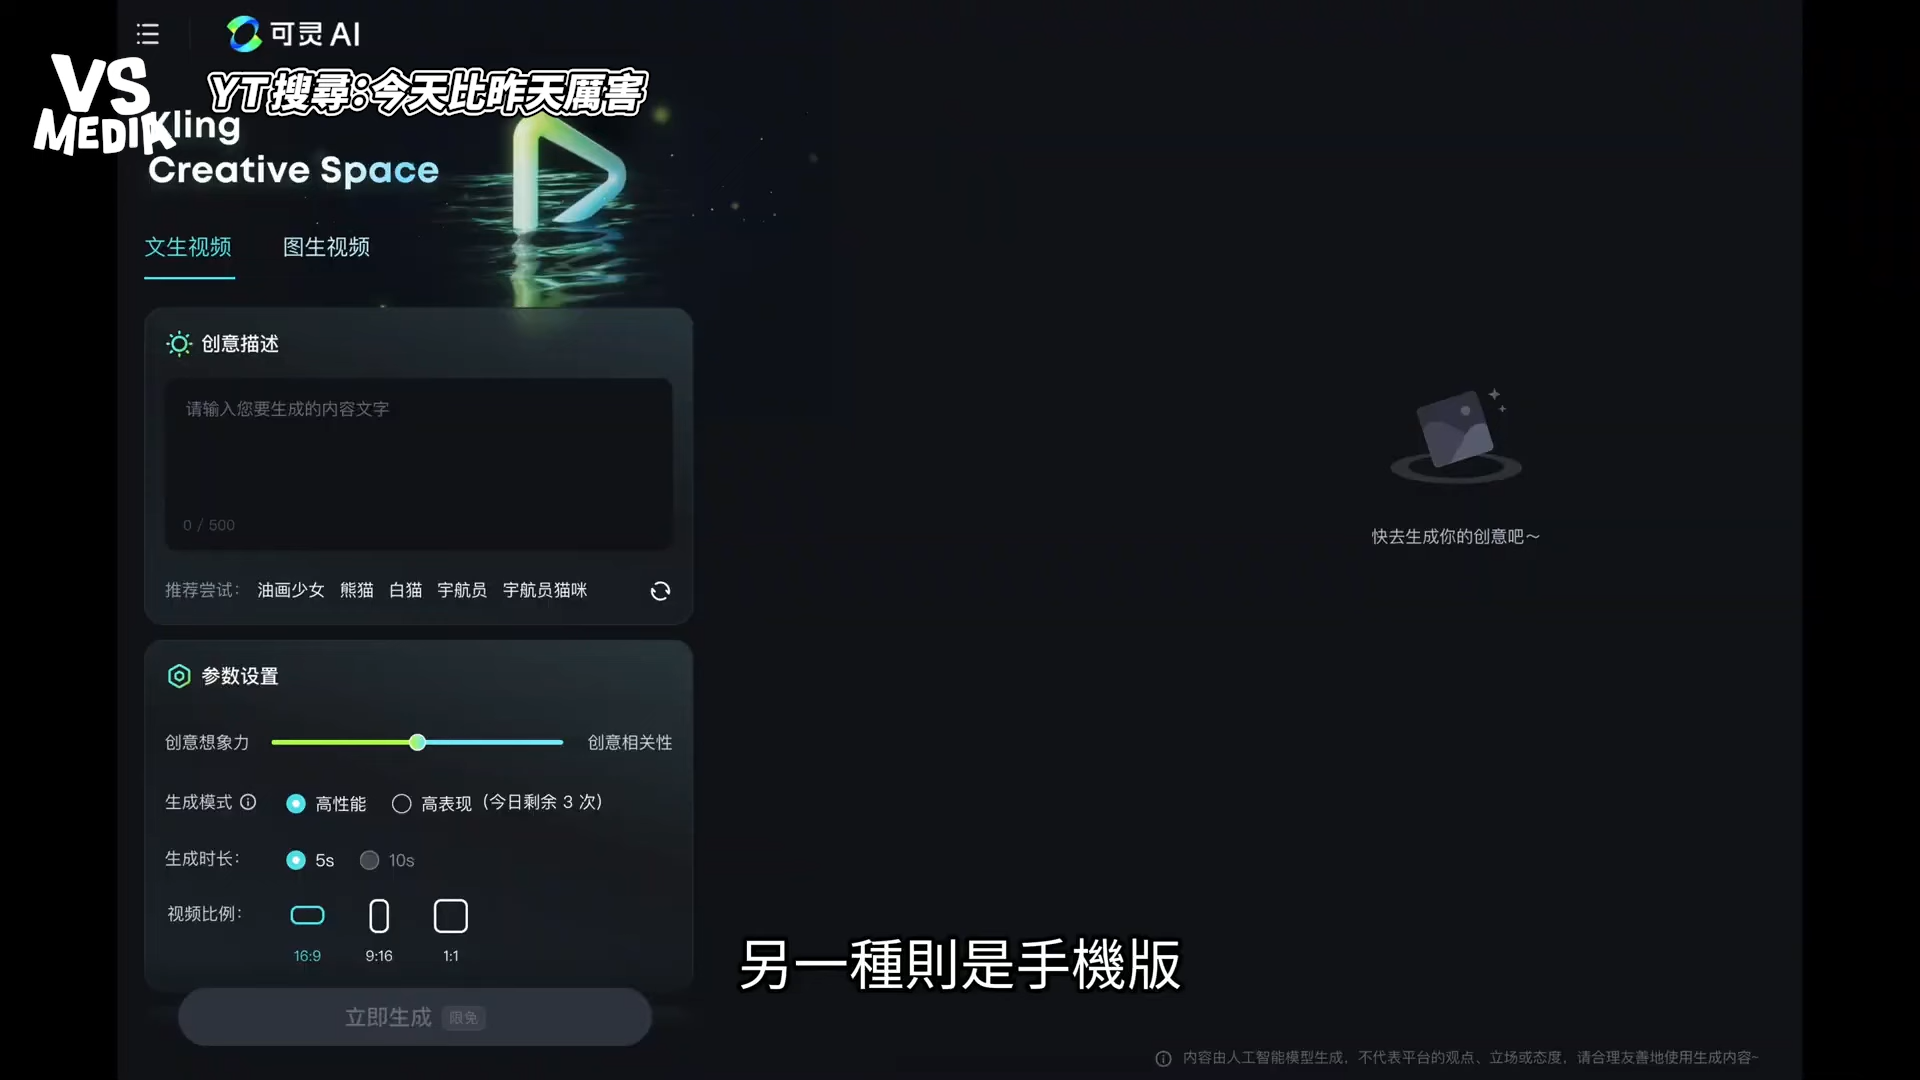 可灵 AI
VS
MEDIA
YT搜尋:今天比昨天厲害
Kling
Creative Space
文生视频 图生视频
创意描述
请输入您要生成的内容文字
0 / 500
推荐尝试: 油画少女 熊猫 白猫 宇航员 宇航员猫咪
参数设置
创意想象力 创意相关性
生成模式 高性能 高表现 (今日剩余 3 次)
生成时长: 5s 10s
视频比例:
16:9 9:16 1:1
立即生成 限免
快去生成你的创意吧~
另一種則是手機版
内容由人工智能模型生成，不代表平台的观点、立场或态度，请合理友善地使用生成内容~